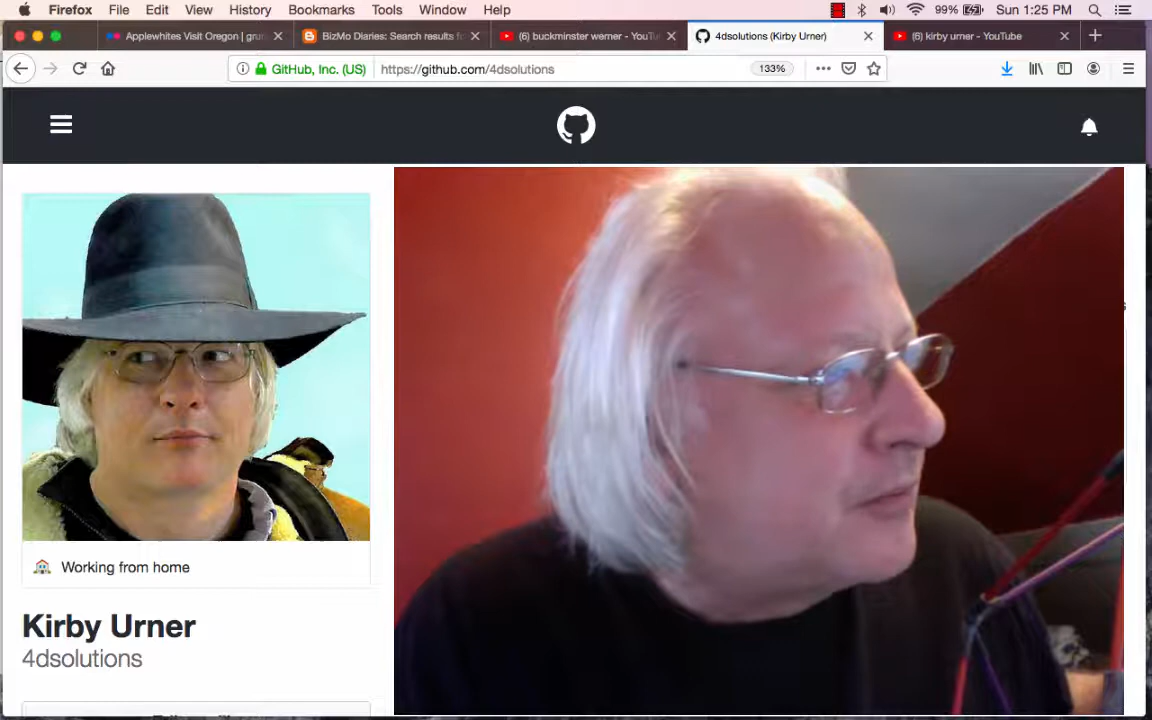 Firefox File Edit View History Bookmarks Tools Window Help 99% Sun 1:25 PM
Applewhites Visit Oregon | grun BizMo Diaries: Search results fo (6) buckminster werner - YouTu 4dsolutions (Kirby Urner) (6) kirby urner - YouTube
GitHub, Inc. (US) https://github.com/4dsolutions 133%
Working from home
Kirby Urner
4dsolutions